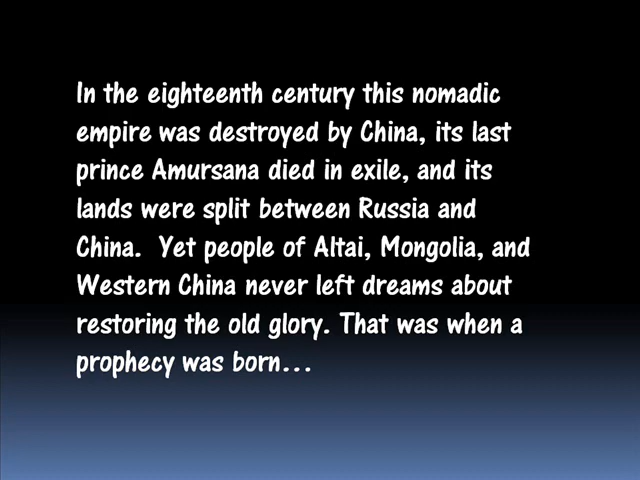 In the eighteenth century this nomadic
empire was destroyed by China, its last
prince Amursana died in exile, and its
lands were split between Russia and
China.  Yet people of Altai, Mongolia, and
Western China never left dreams about
restoring the old glory. That was when a
prophecy was born...